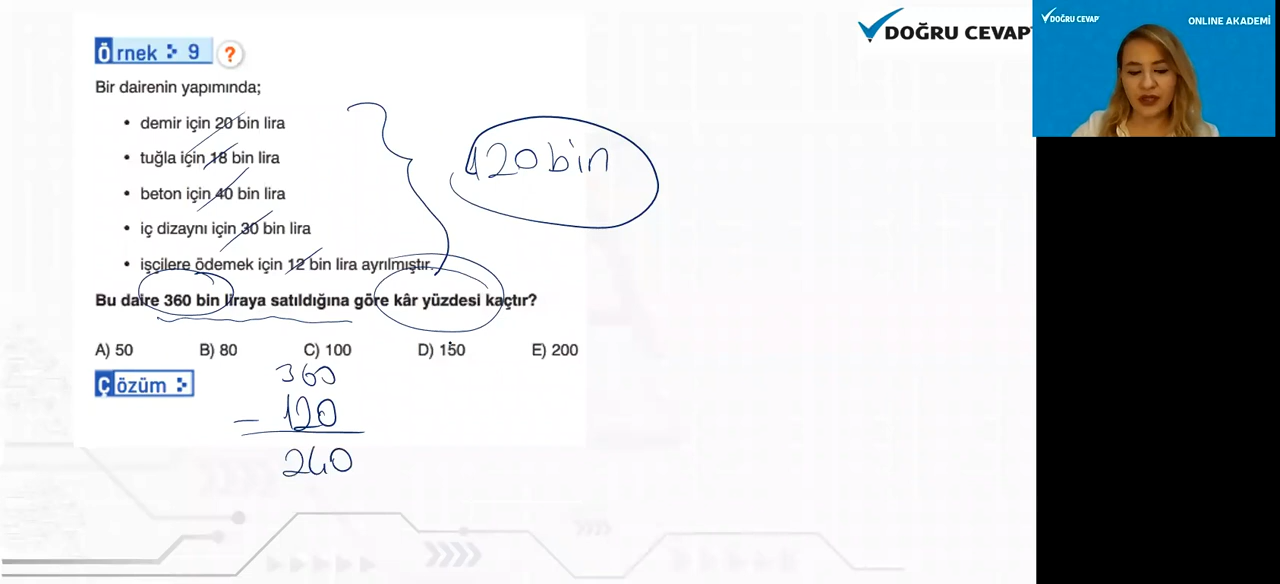 DOĞRU CEVAP
DOĞRU CEVAP
ONLINE AKADEMİ
Örnek 9 ?
Bir dairenin yapımında;
• demir için 20 bin lira
• tuğla için 18 bin lira
• beton için 40 bin lira
• iç dizaynı için 30 bin lira
• işçilere ödemek için 12 bin lira ayrılmıştır.
120 bin
Bu daire 360 bin liraya satıldığına göre kâr yüzdesi kaçtır?
A) 50 B) 80 C) 100 D) 150 E) 200
Çözüm
360
- 120
240